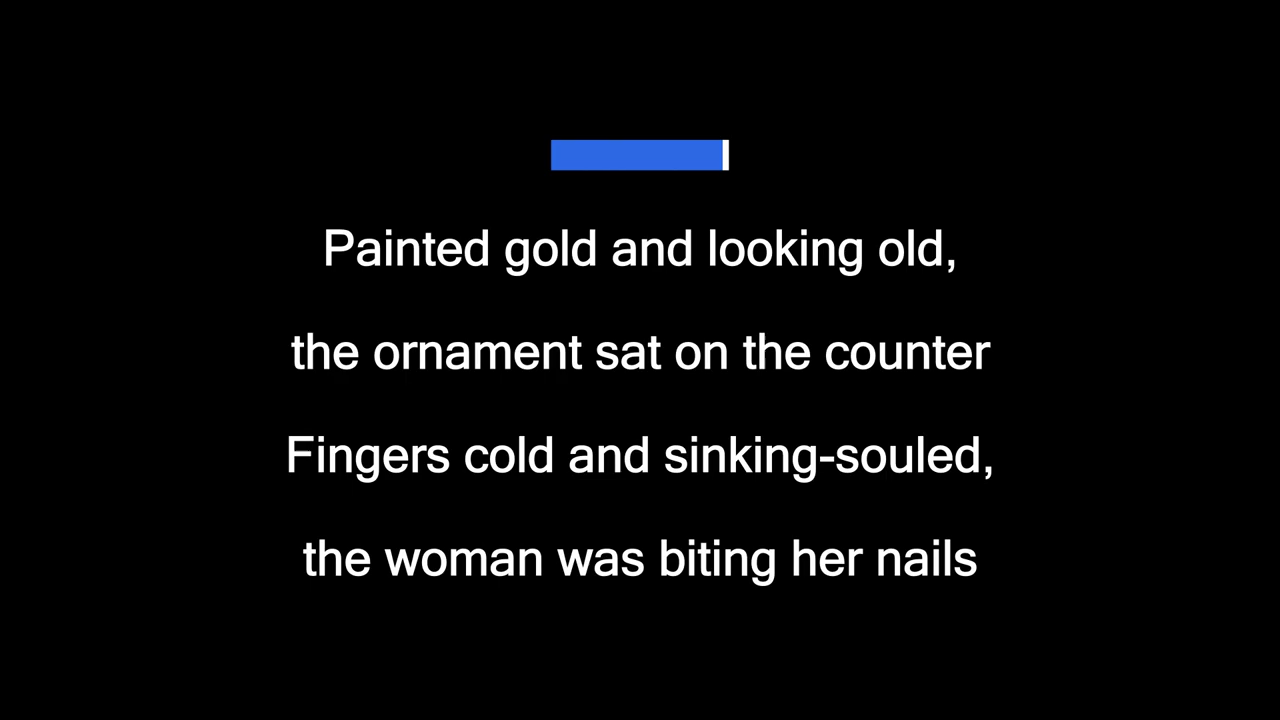 Painted gold and looking old,
the ornament sat on the counter
Fingers cold and sinking-souled,
the woman was biting her nails